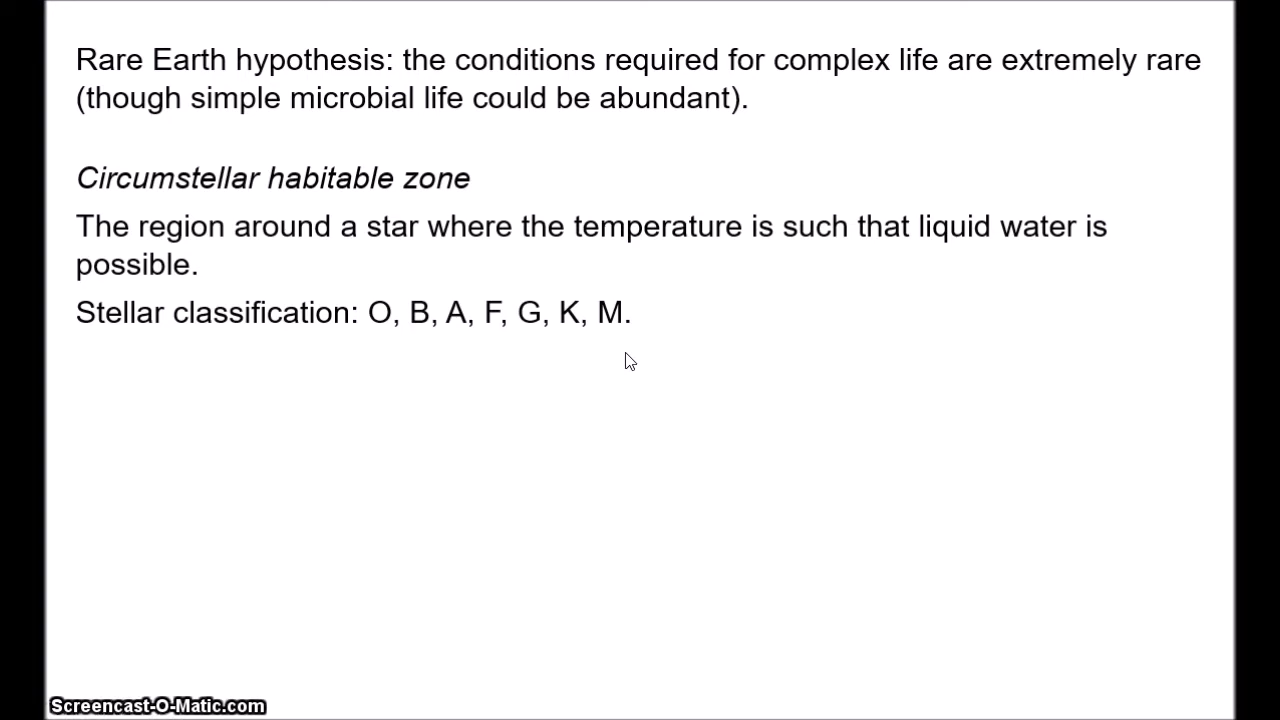 Rare Earth hypothesis: the conditions required for complex life are extremely rare
(though simple microbial life could be abundant).
Circumstellar habitable zone
The region around a star where the temperature is such that liquid water is
possible.
Stellar classification: O, B, A, F, G, K, M.
Screencast-O-Matic.com